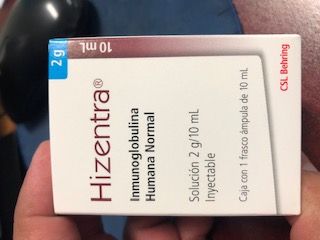 2 g
10 mL
Hizentra®
Inmunoglobulina
Humana Normal
Solución 2 g/10 mL
Inyectable
Caja con 1 frasco ámpula de 10 mL
CSL Behring